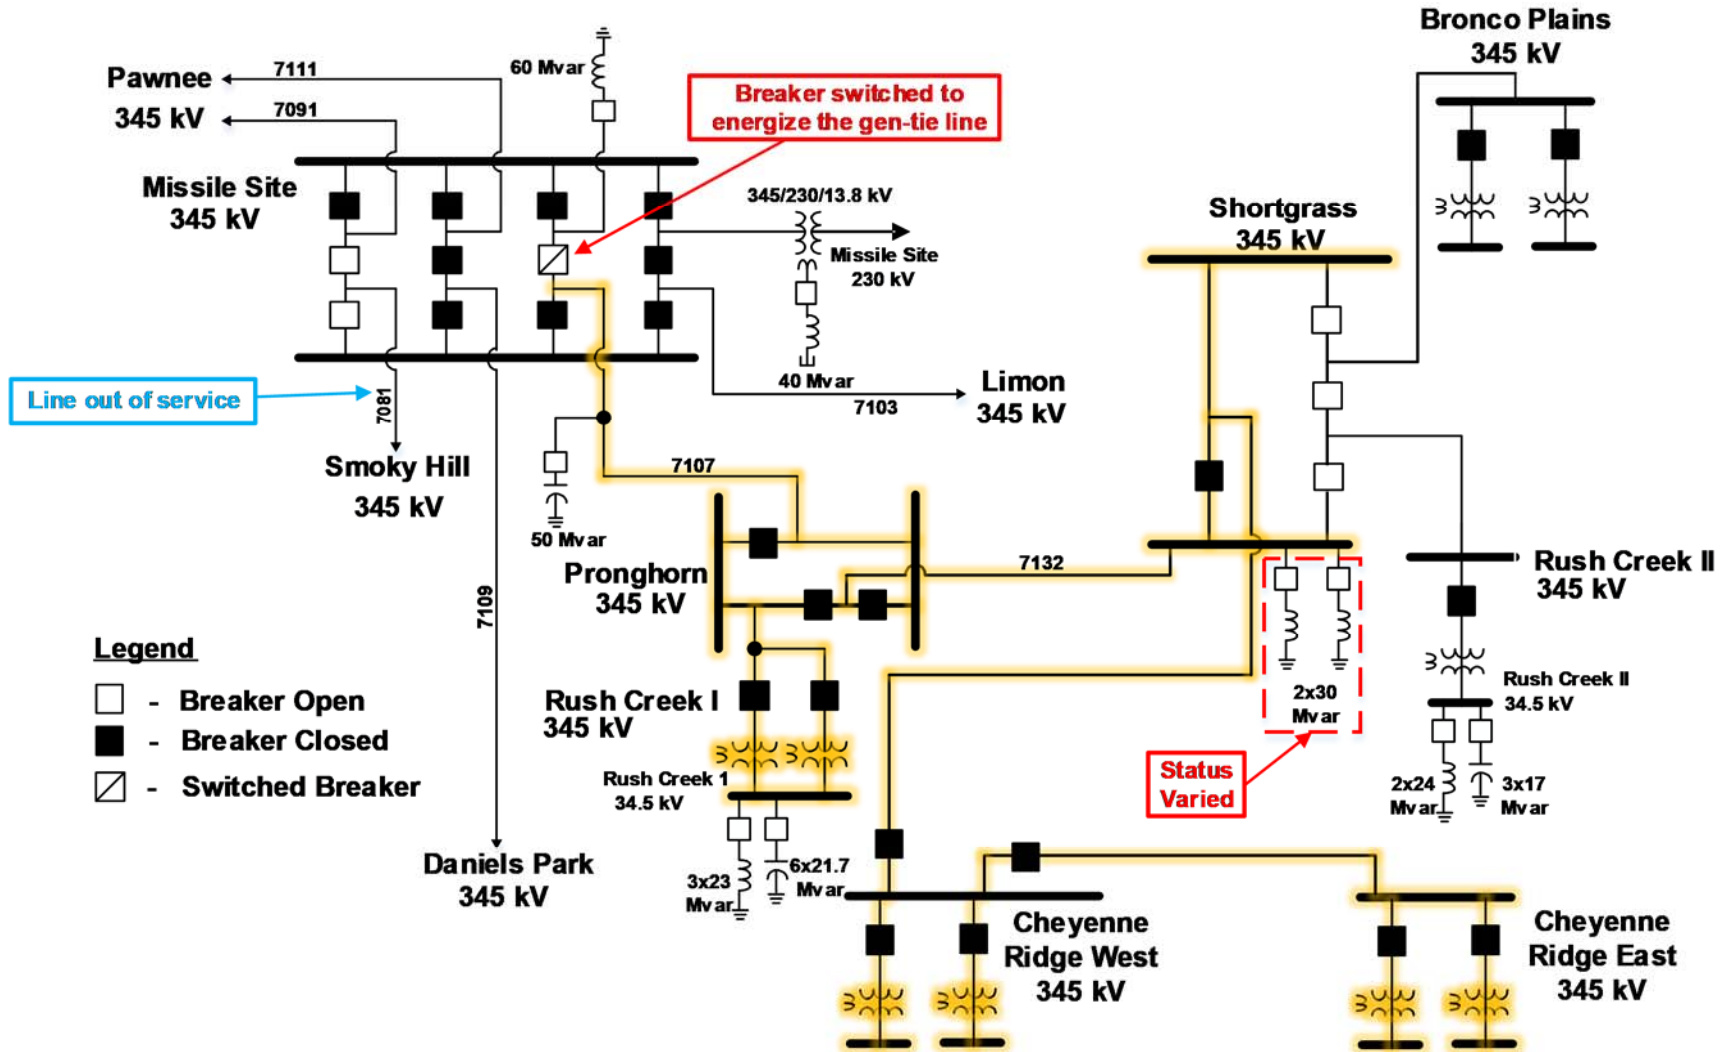 Bronco Plains
345 kV
Pawnee
345 kV
7111
7091
60 Mvar
Breaker switched to
energize the gen-tie line
Missile Site
345 kV
345/230/13.8 kV
Missile Site
230 kV
40 Mvar
Shortgrass
345 kV
Line out of service
7081
Smoky Hill
345 kV
7103
Limon
345 kV
7107
50 Mvar
Pronghorn
345 kV
7132
7109
Rush Creek II
345 kV
Legend
- Breaker Open
- Breaker Closed
- Switched Breaker
Rush Creek I
345 kV
Rush Creek 1
34.5 kV
3x23
Mvar
6x21.7
Mvar
2x30
Mvar
Status
Varied
Rush Creek II
34.5 kV
2x24
Mvar
3x17
Mvar
Daniels Park
345 kV
Cheyenne
Ridge West
345 kV
Cheyenne
Ridge East
345 kV